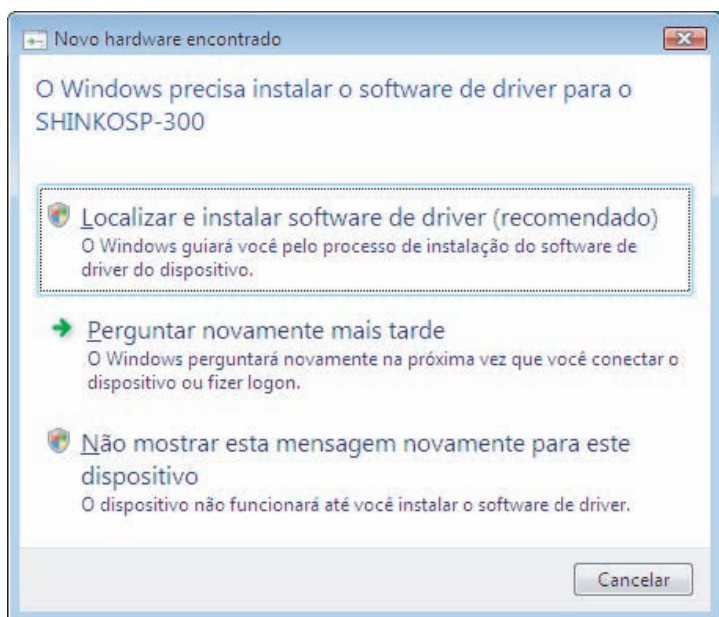 Novo hardware encontrado
O Windows precisa instalar o software de driver para o
SHINKOSP-300
Localizar e instalar software de driver (recomendado)
O Windows guiará você pelo processo de instalação do software de
driver do dispositivo.
Perguntar novamente mais tarde
O Windows perguntará novamente na próxima vez que você conectar o
dispositivo ou fizer logon.
Não mostrar esta mensagem novamente para este
dispositivo
O dispositivo não funcionará até você instalar o software de driver.
Cancelar